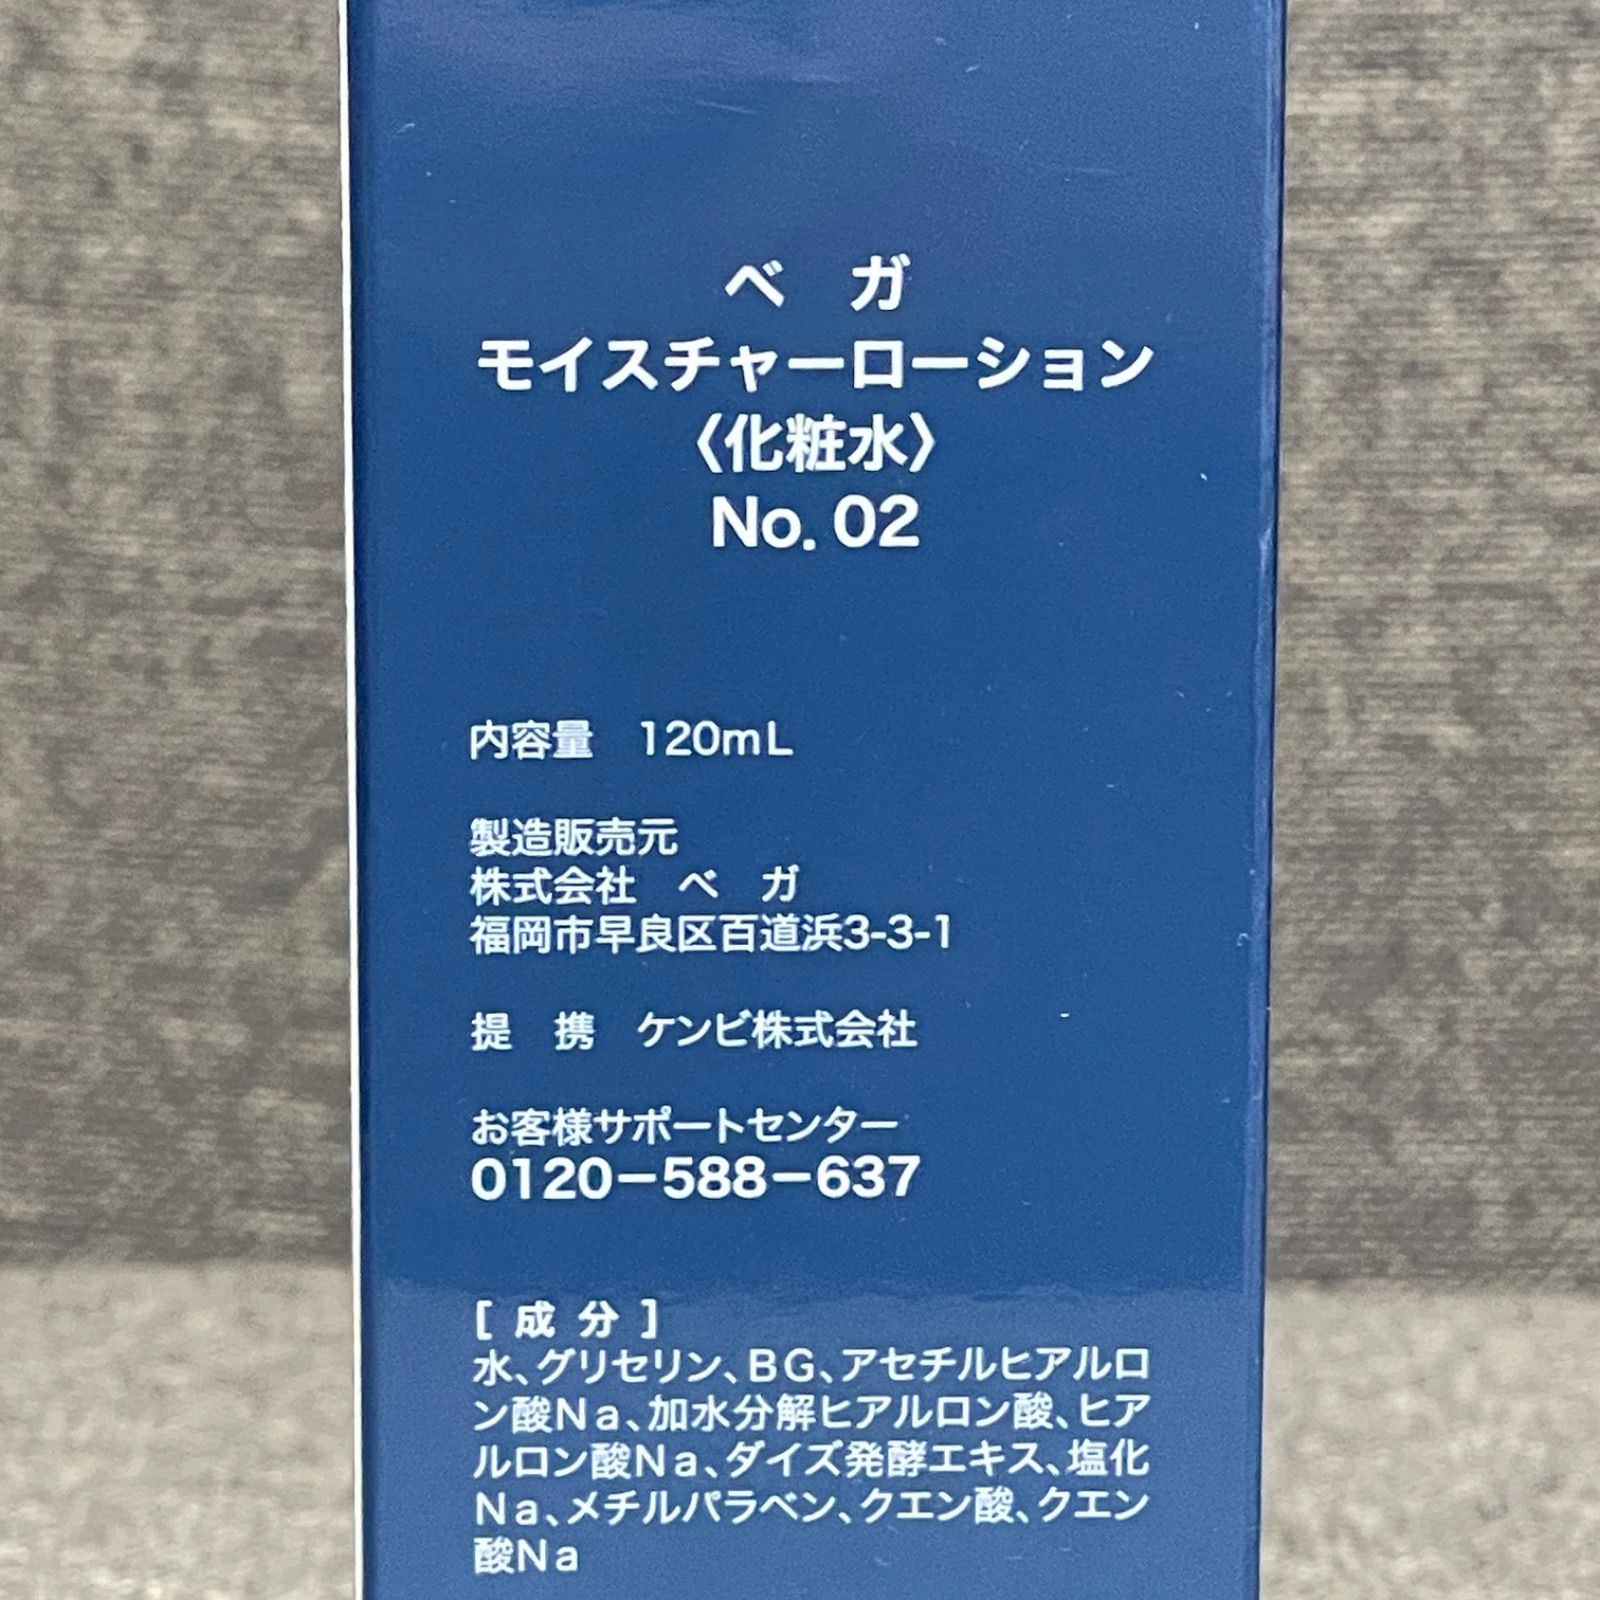 ベ　ガ
モイスチャーローション
〈化粧水〉
No. 02
内容量　120mL
製造販売元
株式会社　ベ　ガ
福岡市早良区百道浜3-3-1
提　携　ケンビ株式会社
お客様サポートセンター
0120−588−637
[ 成 分 ]
水、グリセリン、BG、アセチルヒアルロ
ン酸Na、加水分解ヒアルロン酸、ヒア
ルロン酸Na、ダイズ発酵エキス、塩化
Na、メチルパラベン、クエン酸、クエン
酸Na